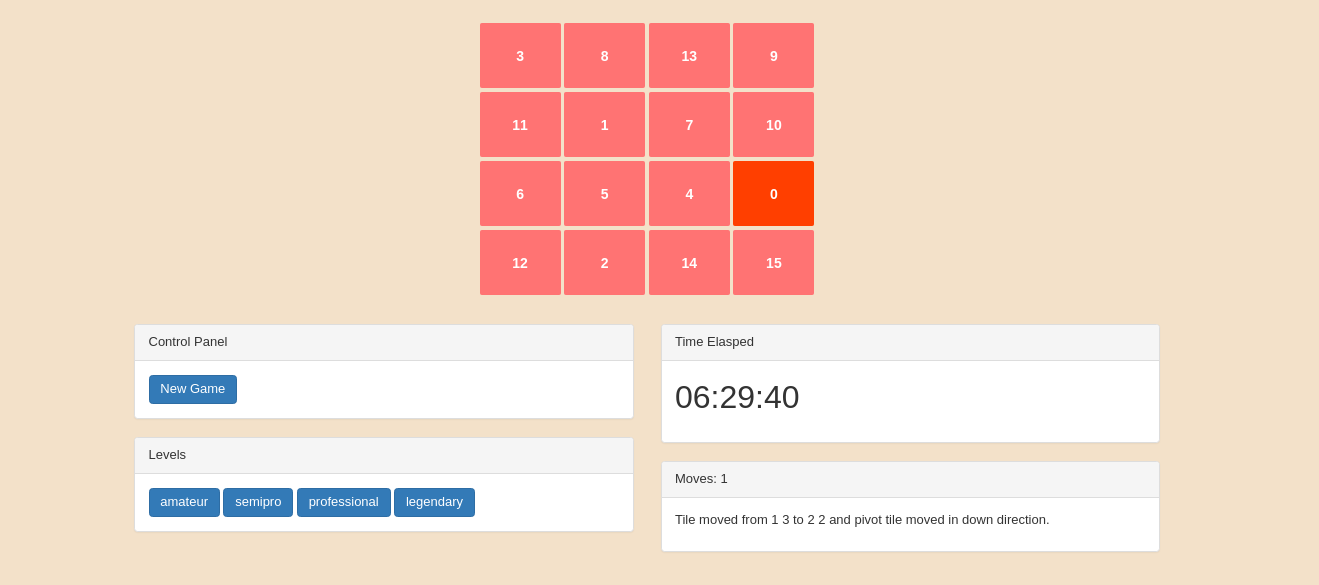 3 8 13 9
11 1 7 10
6 5 4 0
12 2 14 15
Control Panel
New Game
Levels
amateur semipro professional legendary
Time Elasped
06:29:40
Moves: 1
Tile moved from 1 3 to 2 2 and pivot tile moved in down direction.